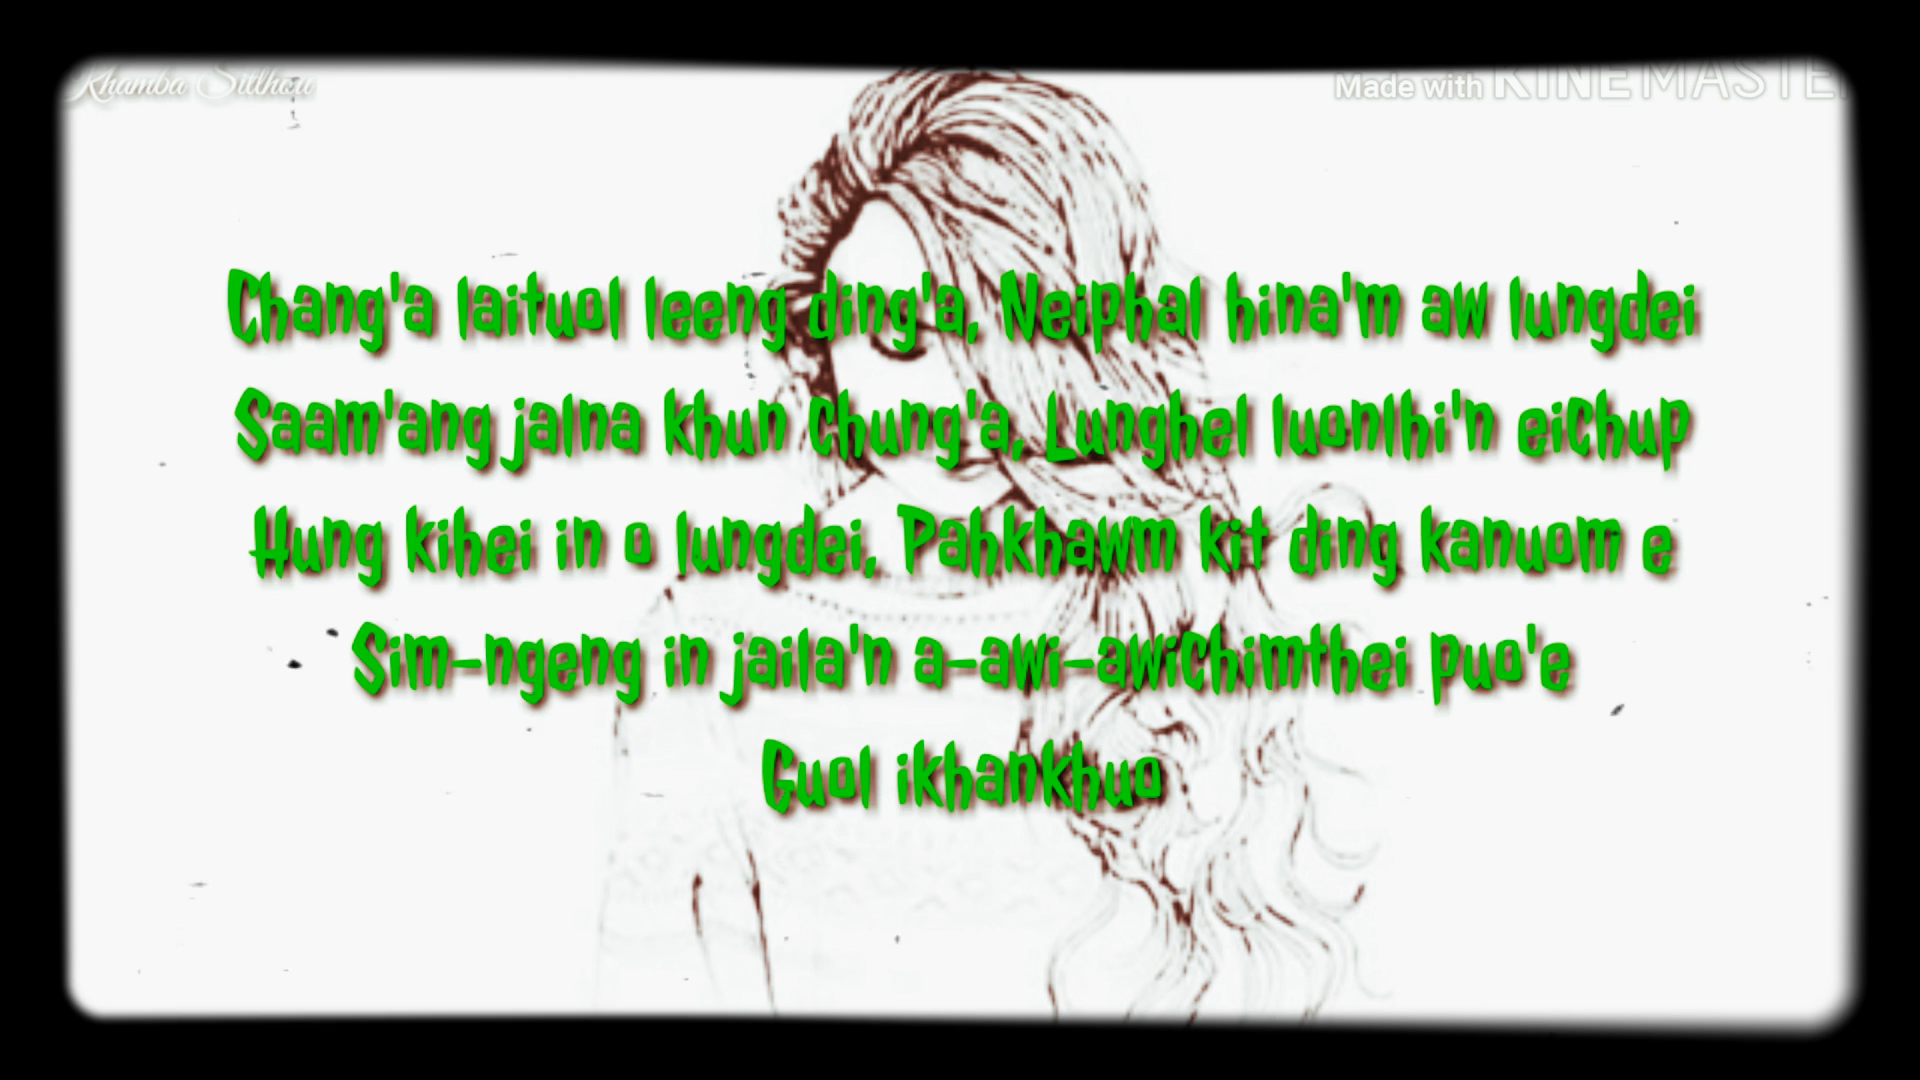 Khamba Sitlhou
Made with KINEMASTER
Chang'a laituol leeng ding'a, Neiphal hina'm aw lungdei
Saam'ang jalna khun chung'a, Lunghel luonlhi'n eichup
Hung kihei in o lungdei, Pahkhawm kit ding kanuom e
Sim-ngeng in jaila'n a-awi-awichimthei puo'e
Guol ikhankhuo